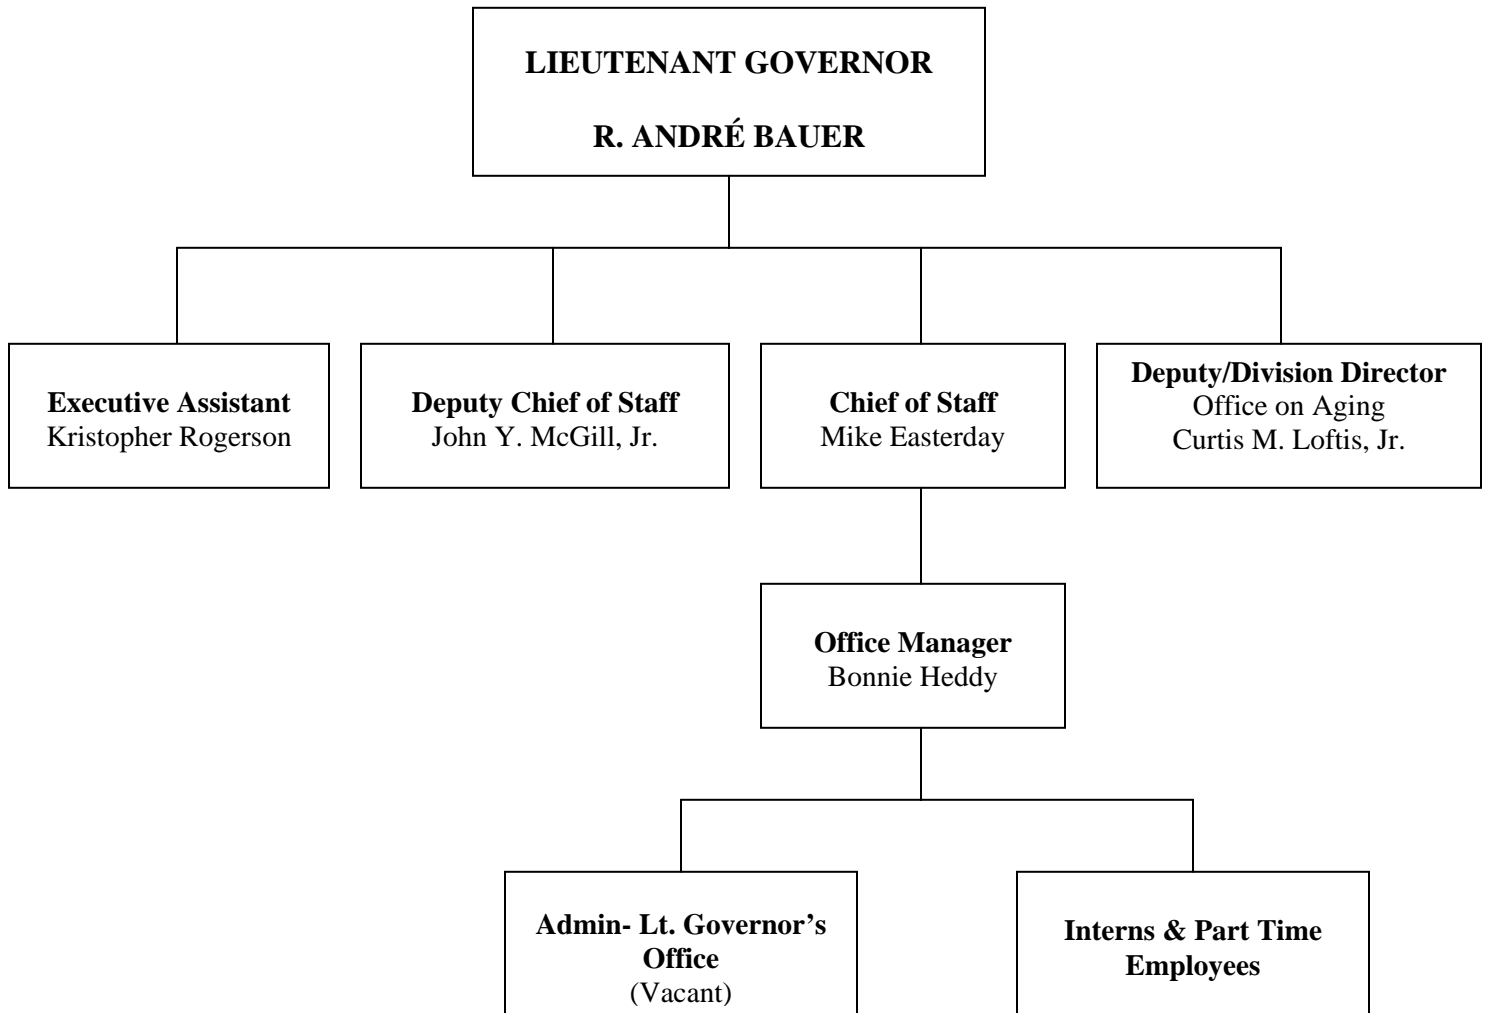 LIEUTENANT GOVERNOR
R. ANDRÉ BAUER
Executive Assistant
Kristopher Rogerson
Deputy Chief of Staff
John Y. McGill, Jr.
Chief of Staff
Mike Easterday
Deputy/Division Director
Office on Aging
Curtis M. Loftis, Jr.
Office Manager
Bonnie Heddy
Admin- Lt. Governor’s
Office
(Vacant)
Interns & Part Time
Employees